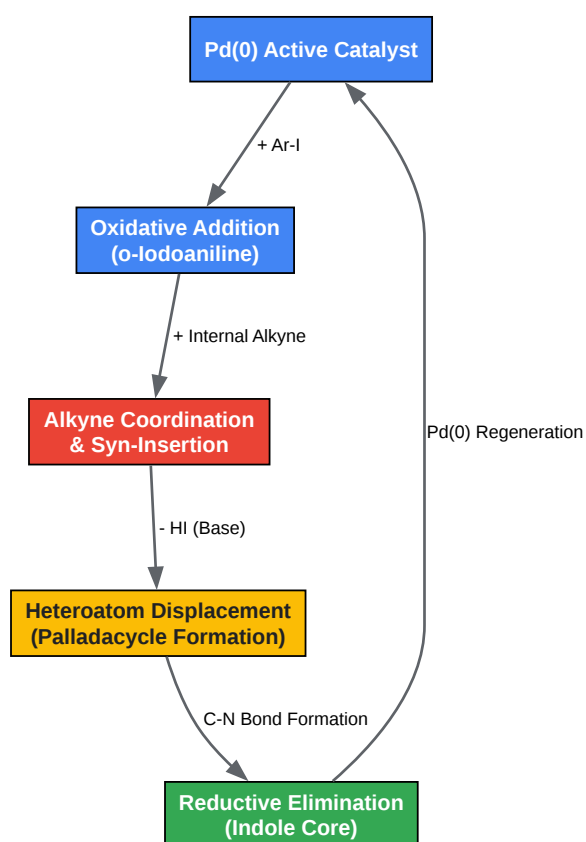 Pd(0) Active Catalyst
+ Ar-I
Oxidative Addition
(o-Iodoaniline)
+ Internal Alkyne
Alkyne Coordination
& Syn-Insertion
Pd(0) Regeneration
- HI (Base)
Heteroatom Displacement
(Palladacycle Formation)
C-N Bond Formation
Reductive Elimination
(Indole Core)